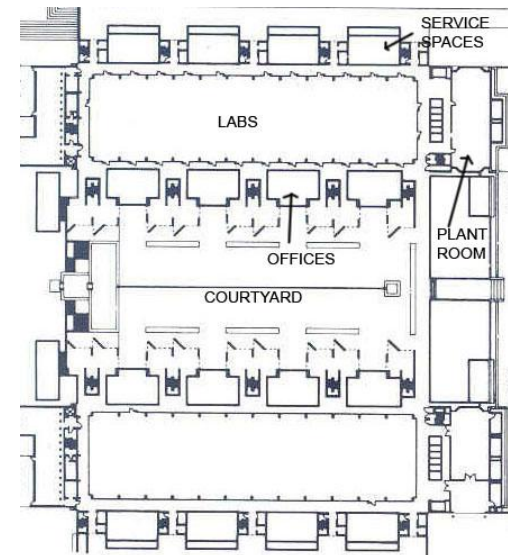 SERVICE
SPACES
LABS
OFFICES
PLANT
ROOM
COURTYARD